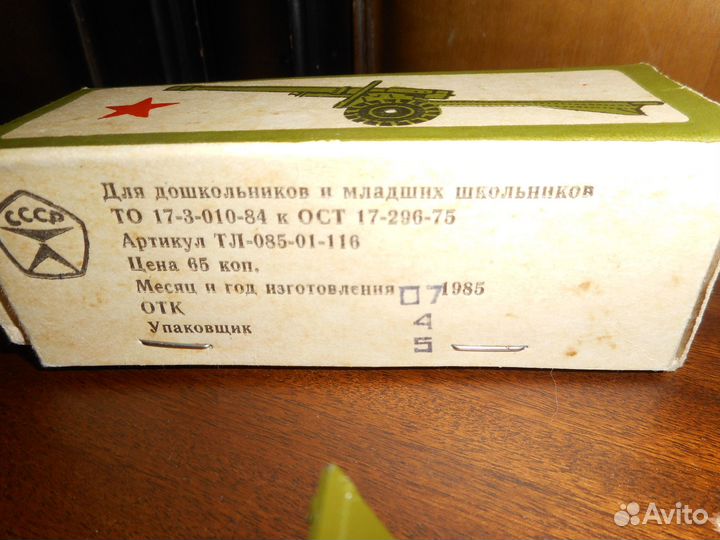 СССР
Для дошкольников и младших школьников
ТО 17-3-010-84 к ОСТ 17-296-75
Артикул ТЛ-085-01-116
Цена 65 коп.
Месяц и год изготовления 07 1985
ОТК 4
Упаковщик 5
Avito